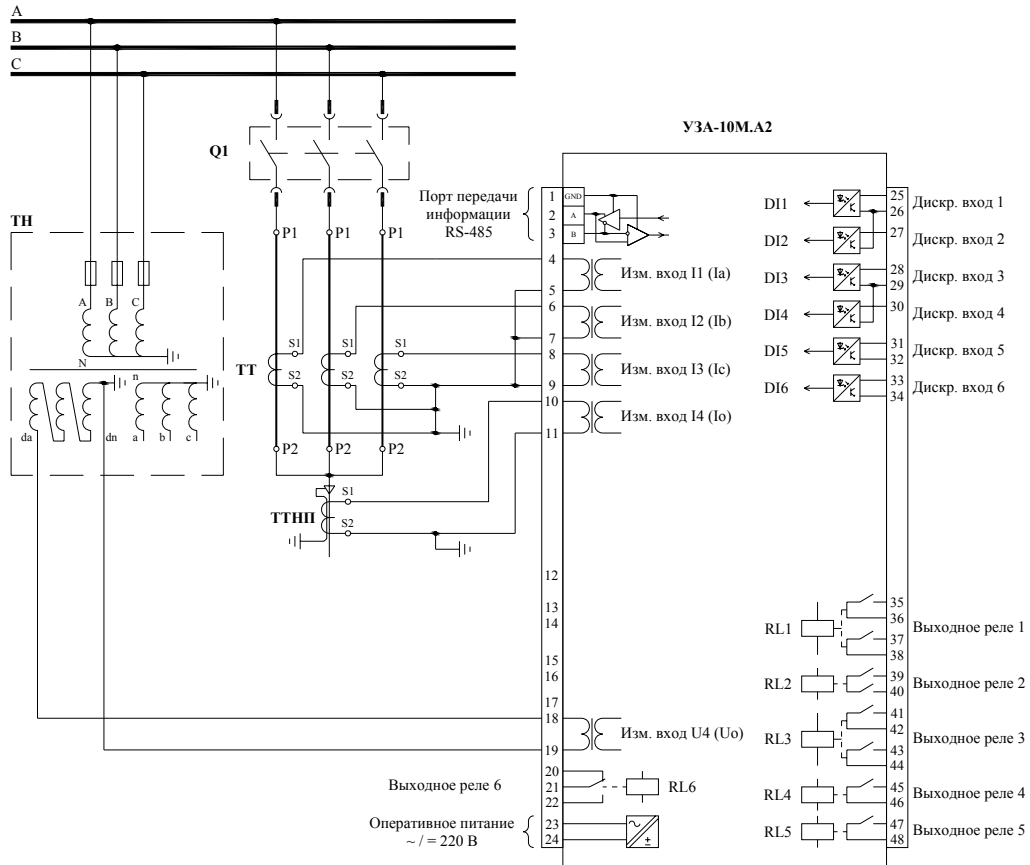 A
B
C
УЗА-10М.А2
Q1
ТН
Порт передачи
информации
RS-485
1
GND
2
A
3
B
DI1
25
26
Дискр. вход 1
DI2
27
Дискр. вход 2
DI3
28
29
Дискр. вход 3
DI4
30
Дискр. вход 4
DI5
31
32
Дискр. вход 5
DI6
33
34
Дискр. вход 6
P1
P1
P1
4
5
Изм. вход I1 (Ia)
6
7
Изм. вход I2 (Ib)
8
9
Изм. вход I3 (Ic)
10
11
Изм. вход I4 (Io)
A
B
C
N
n
da
dn
a
b
c
ТТ
S1
S1
S1
S2
S2
S2
P2
P2
P2
ТТНП
S1
S2
12
13
14
15
16
17
18
19
Изм. вход U4 (Uo)
RL1
35
36
37
38
Выходное реле 1
RL2
39
40
Выходное реле 2
RL3
41
42
43
44
Выходное реле 3
RL4
45
46
Выходное реле 4
RL5
47
48
Выходное реле 5
Выходное реле 6
20
21
22
RL6
Оперативное питание
~ / = 220 В
23
24
~
±